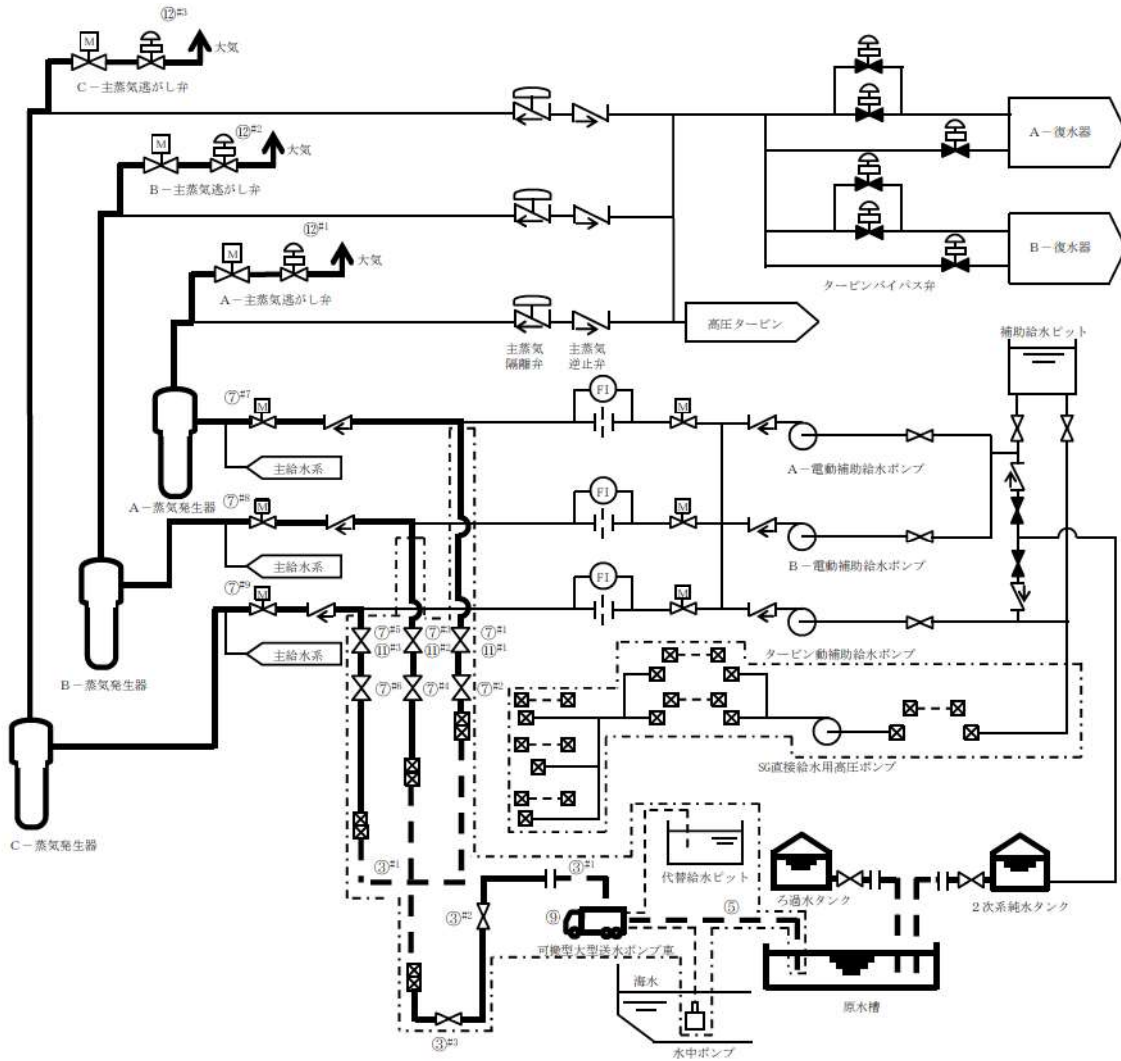 ⑫#3
M
大気
C－主蒸気逃がし弁
⑫#2
M
大気
B－主蒸気逃がし弁
⑫#1
M
大気
A－主蒸気逃がし弁
A－復水器
B－復水器
タービンバイパス弁
主蒸気
隔離弁
主蒸気
逆止弁
高圧タービン
補助給水ピット
⑦#7
M
FI
M
主給水系
A－電動補助給水ポンプ
A－蒸気発生器
⑦#8
M
FI
M
主給水系
B－電動補助給水ポンプ
⑦#9
M
FI
M
主給水系
タービン動補助給水ポンプ
B－蒸気発生器
⑦#5
⑪#3
⑦#3
⑪#2
⑦#1
⑪#1
⑦#6
⑦#4
⑦#2
SG直接給水用高圧ポンプ
C－蒸気発生器
③#1
③#1
代替給水ピット
ろ過水タンク
2次系純水タンク
③#2
⑨
⑤
可搬型大型送水ポンプ車
海水
原水槽
③#3
水中ポンプ